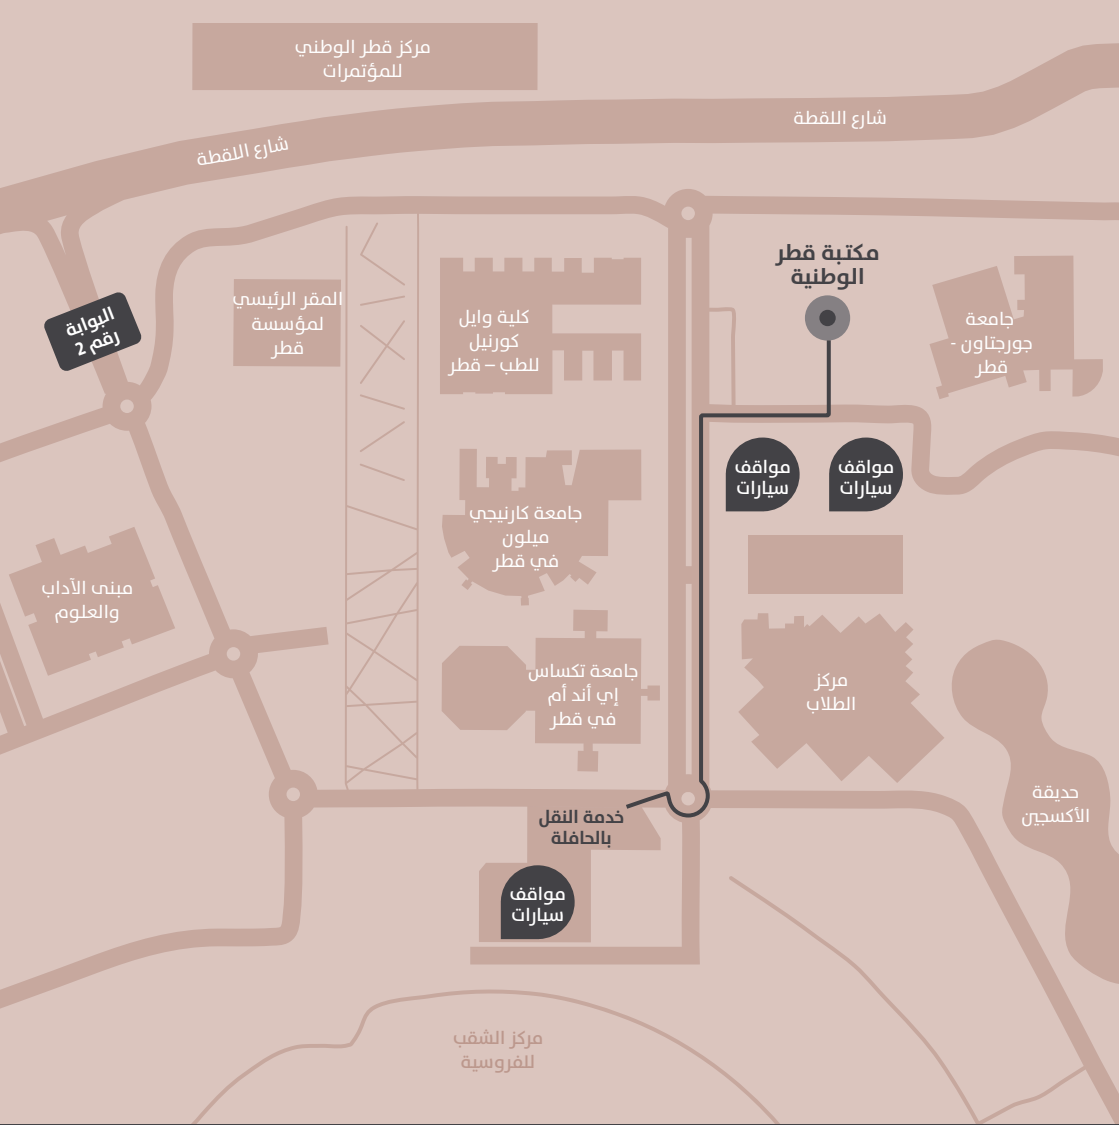 مركز قطر الوطني
للمؤتمرات
شارع اللقطة
شارع اللقطة
مكتبة قطر
الوطنية
جامعة
جورجتاون -
قطر
كلية وايل
كورنيل
للطب – قطر
المقر الرئيسي
لمؤسسة
قطر
البوابة
رقم 2
مواقف
سيارات
مواقف
سيارات
جامعة كارنيجي
ميلون
في قطر
مبنى الآداب
والعلوم
جامعة تكساس
إي أند أم
في قطر
مركز
الطلاب
حديقة
الأكسجين
خدمة النقل
بالحافلة
مواقف
سيارات
مركز الشقب
للفروسية